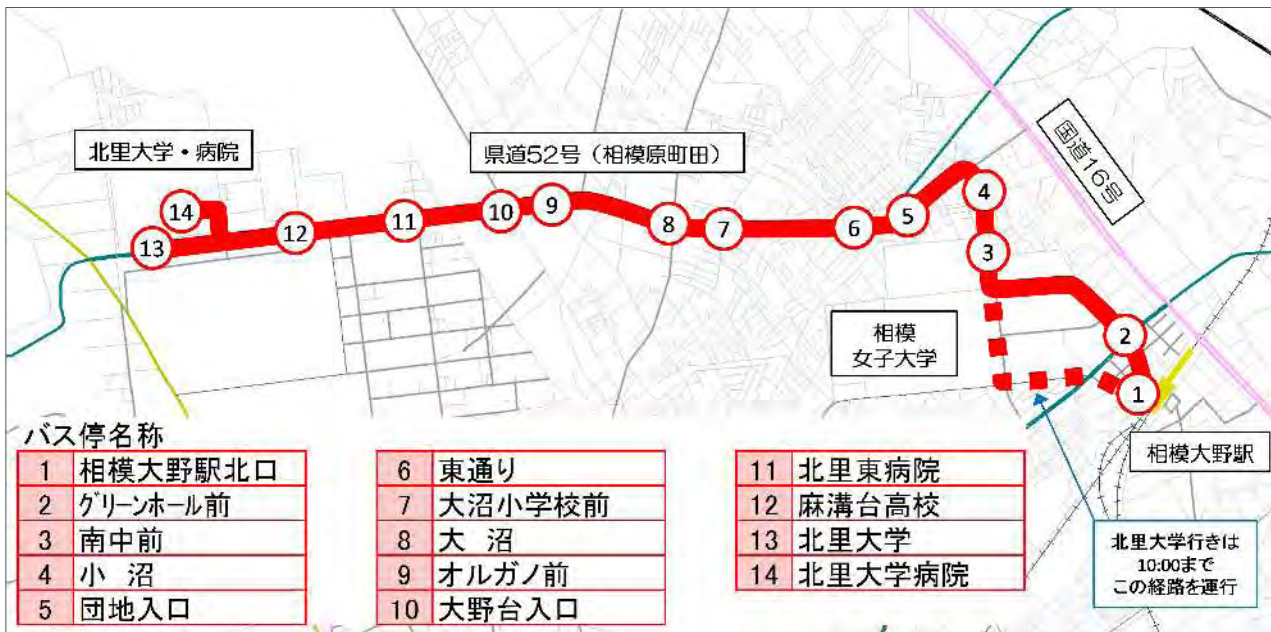 北里大学・病院
県道52号（相模原町田）
国道16号
14
13
12
11
10
9
8
7
6
5
4
3
2
1
相模
女子大学
相模大野駅
北里大学行きは
10:00まで
この経路を運行
バス停名称
1 相模大野駅北口
2 グリーンホール前
3 南中前
4 小　沼
5 団地入口
6 東通り
7 大沼小学校前
8 大　沼
9 オルガノ前
10 大野台入口
11 北里東病院
12 麻溝台高校
13 北里大学
14 北里大学病院